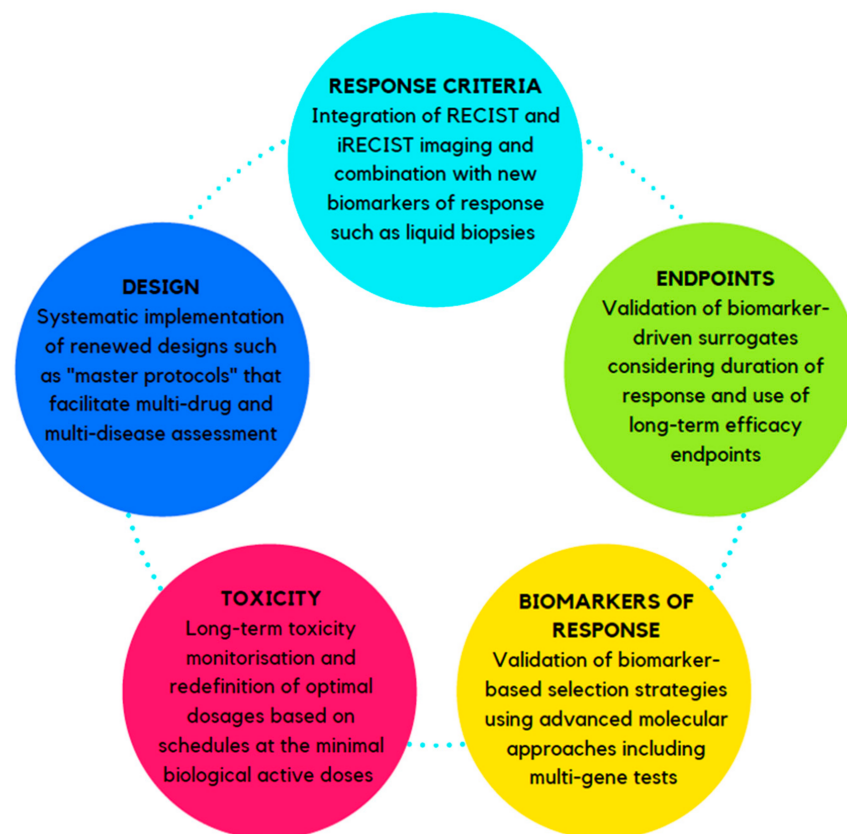 RESPONSE CRITERIA
Integration of RECIST and
iRECIST imaging and
combination with new
biomarkers of response
such as liquid biopsies
ENDPOINTS
Validation of biomarker-
driven surrogates
considering duration of
response and use of
long-term efficacy
endpoints
BIOMARKERS OF
RESPONSE
Validation of biomarker-
based selection strategies
using advanced molecular
approaches including
multi-gene tests
TOXICITY
Long-term toxicity
monitorisation and
redefinition of optimal
dosages based on
schedules at the minimal
biological active doses
DESIGN
Systematic implementation
of renewed designs such
as "master protocols" that
facilitate multi-drug and
multi-disease assessment